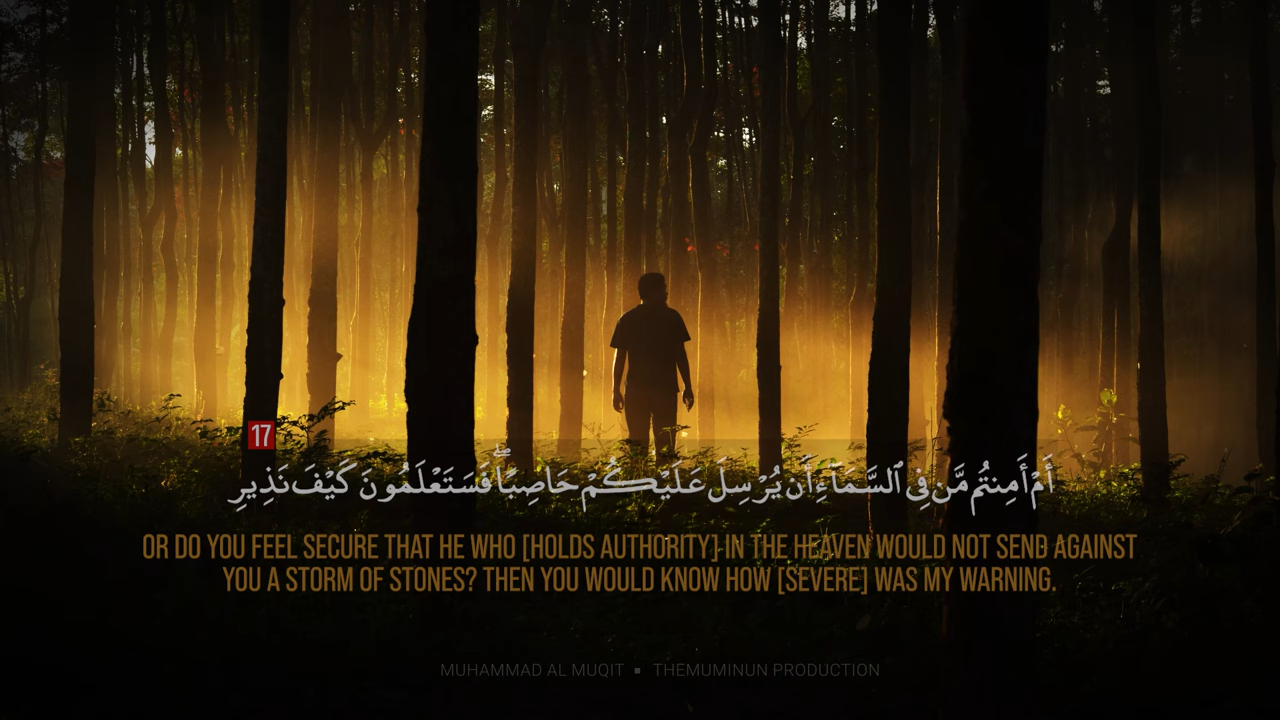 17
أَمْ أَمِنتُم مَّن فِى ٱلسَّمَآءِ أَن يُرْسِلَ عَلَيْكُمْ حَاصِبًا ۖ فَسَتَعْلَمُونَ كَيْفَ نَذِيرِ
OR DO YOU FEEL SECURE THAT HE WHO [HOLDS AUTHORITY] IN THE HEAVEN WOULD NOT SEND AGAINST
YOU A STORM OF STONES? THEN YOU WOULD KNOW HOW [SEVERE] WAS MY WARNING.
MUHAMMAD AL MUQIT ▪ THEMUMINUN PRODUCTION